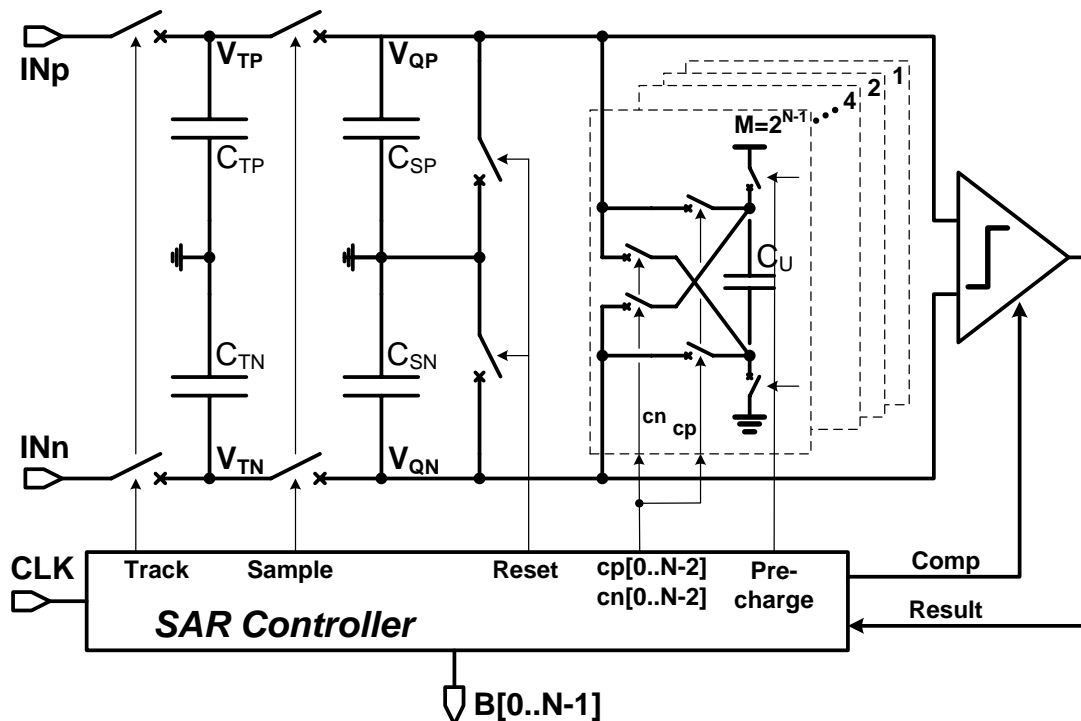 INp
V_TP
V_QP
1
2
4
M=2^{N-1}
C_TP
C_SP
C_U
C_TN
C_SN
cn
cp
INn
V_TN
V_QN
CLK
Track
Sample
Reset
cp[0..N-2]
cn[0..N-2]
Pre-
charge
Comp
Result
SAR Controller
B[0..N-1]